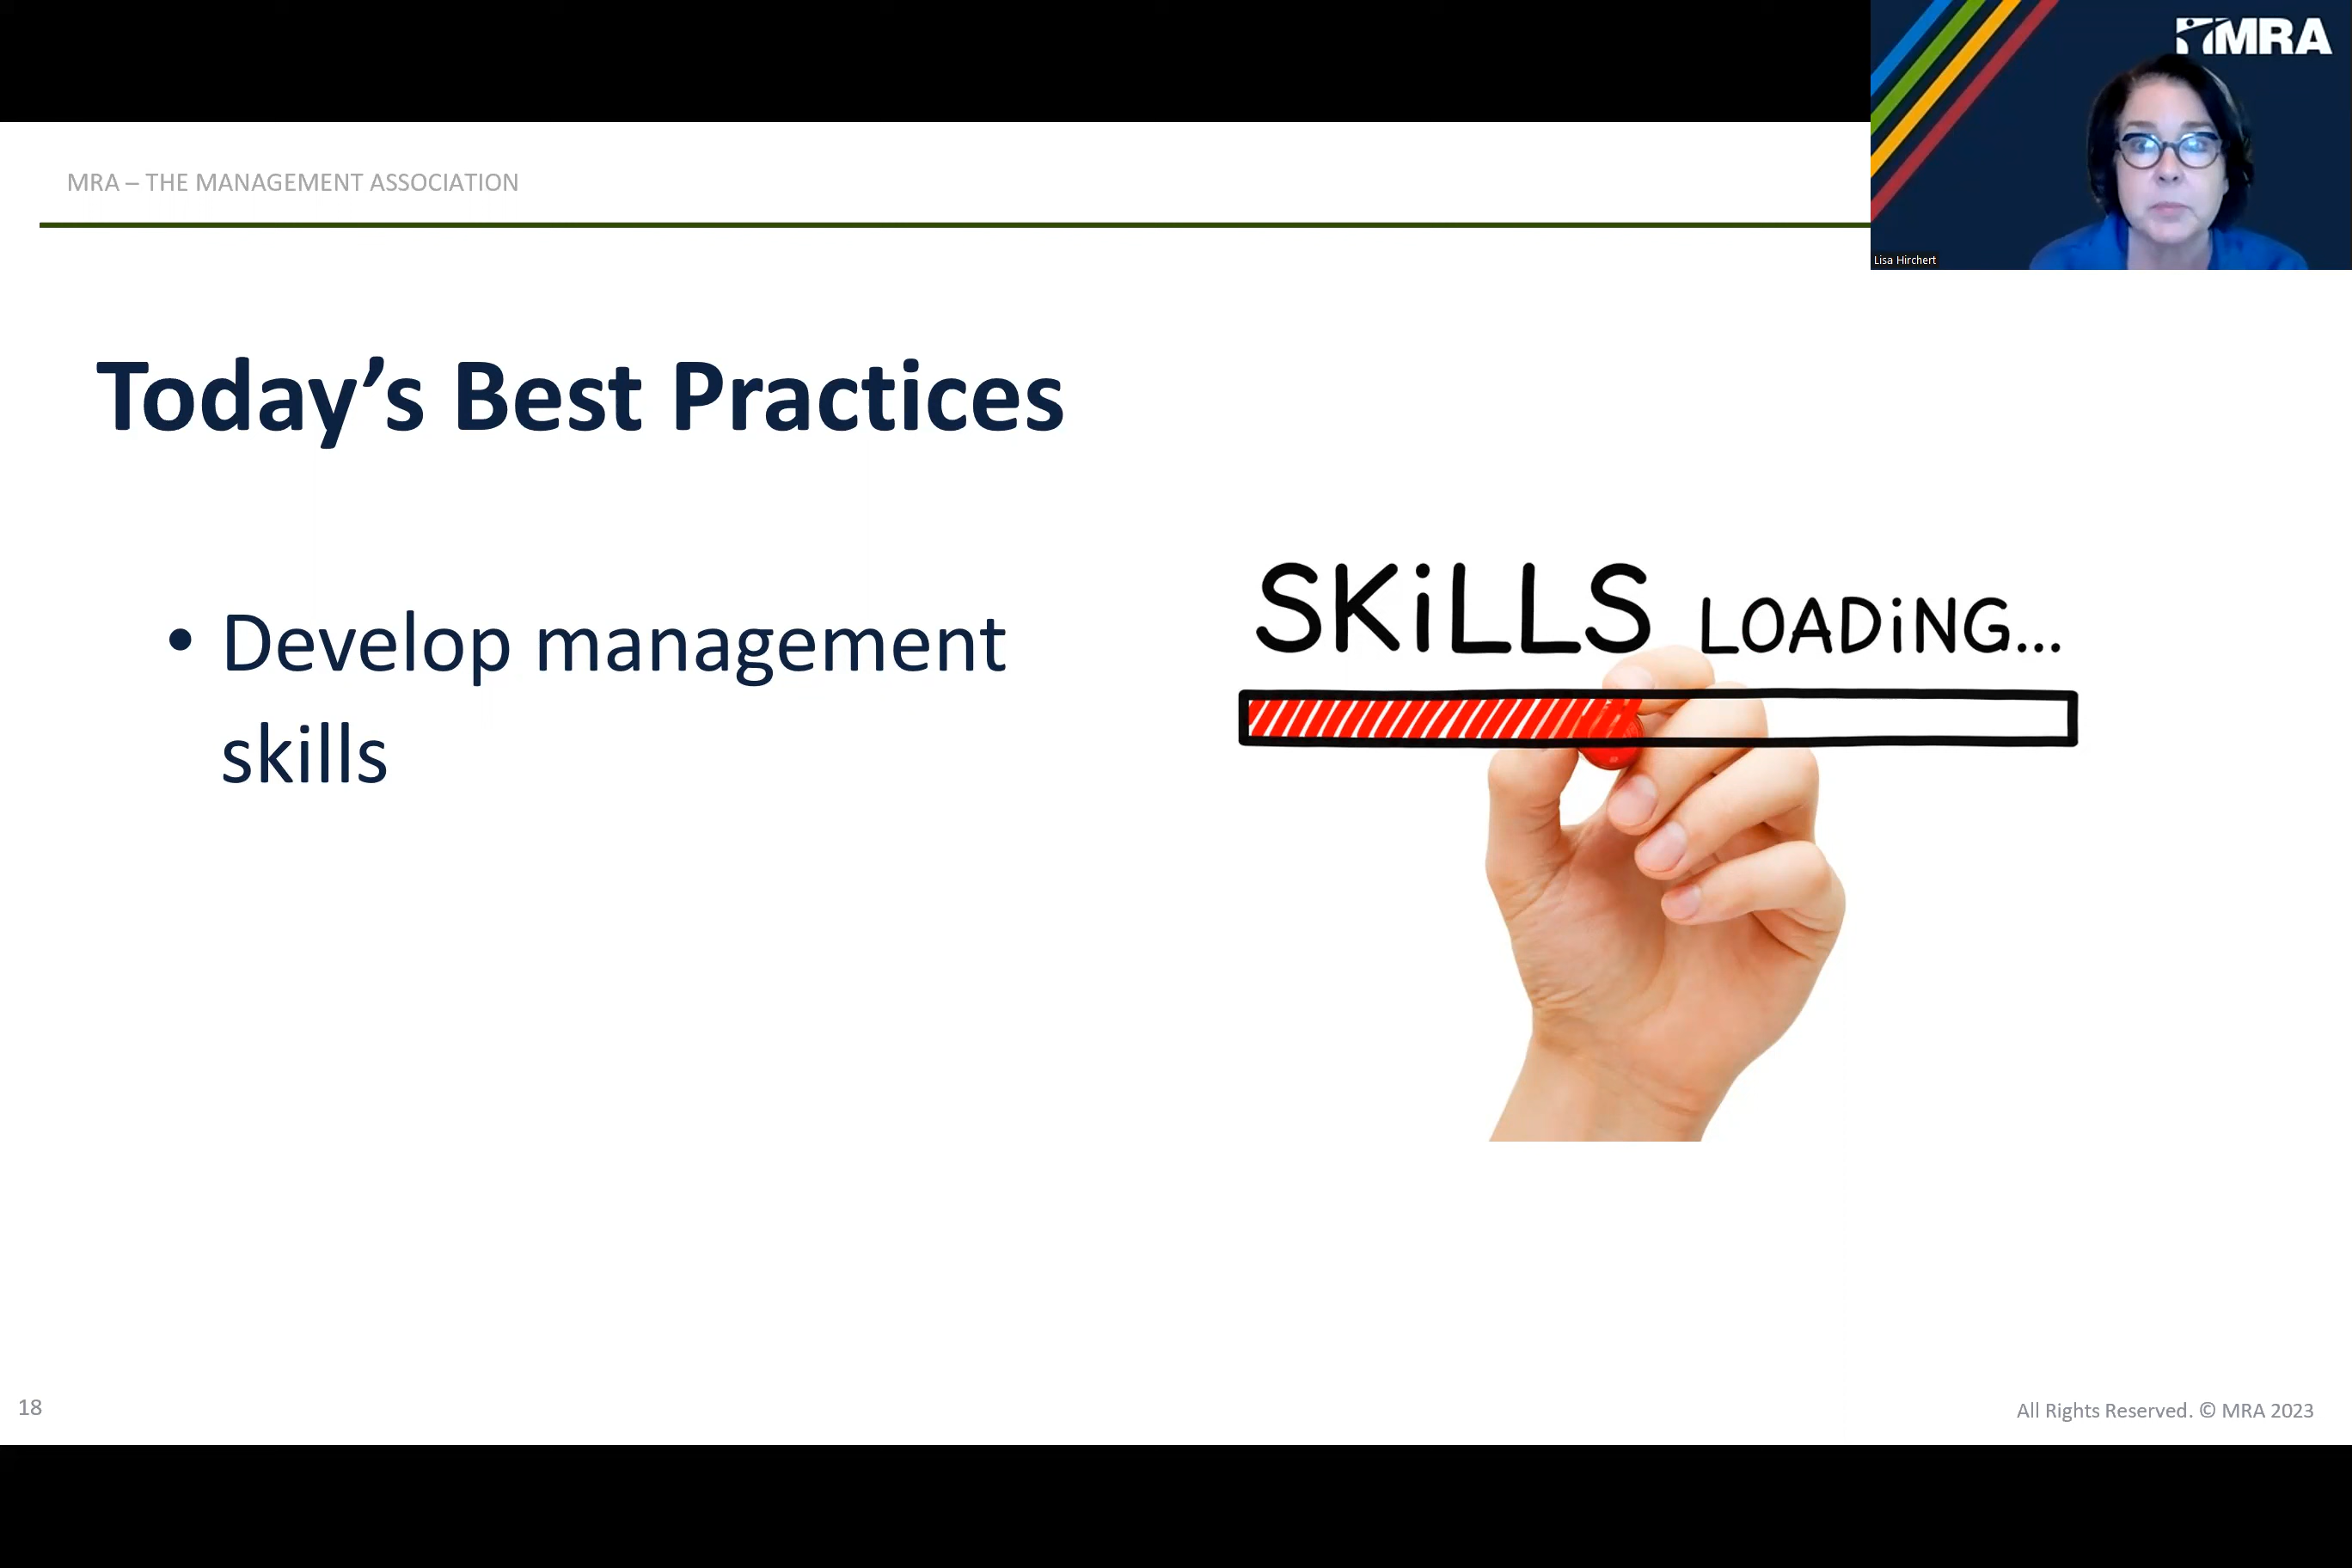 MRA
MRA – THE MANAGEMENT ASSOCIATION
Lisa Hirchert
Today’s Best Practices
• Develop management
skills
SKiLLS LOADiNG...
18
All Rights Reserved. © MRA 2023